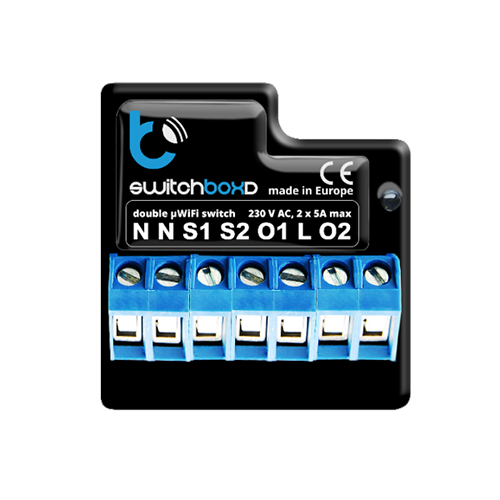 CE
switchboxD
made in Europe
double µWiFi switch 230 V AC, 2 x 5A max
N N S1 S2 O1 L O2